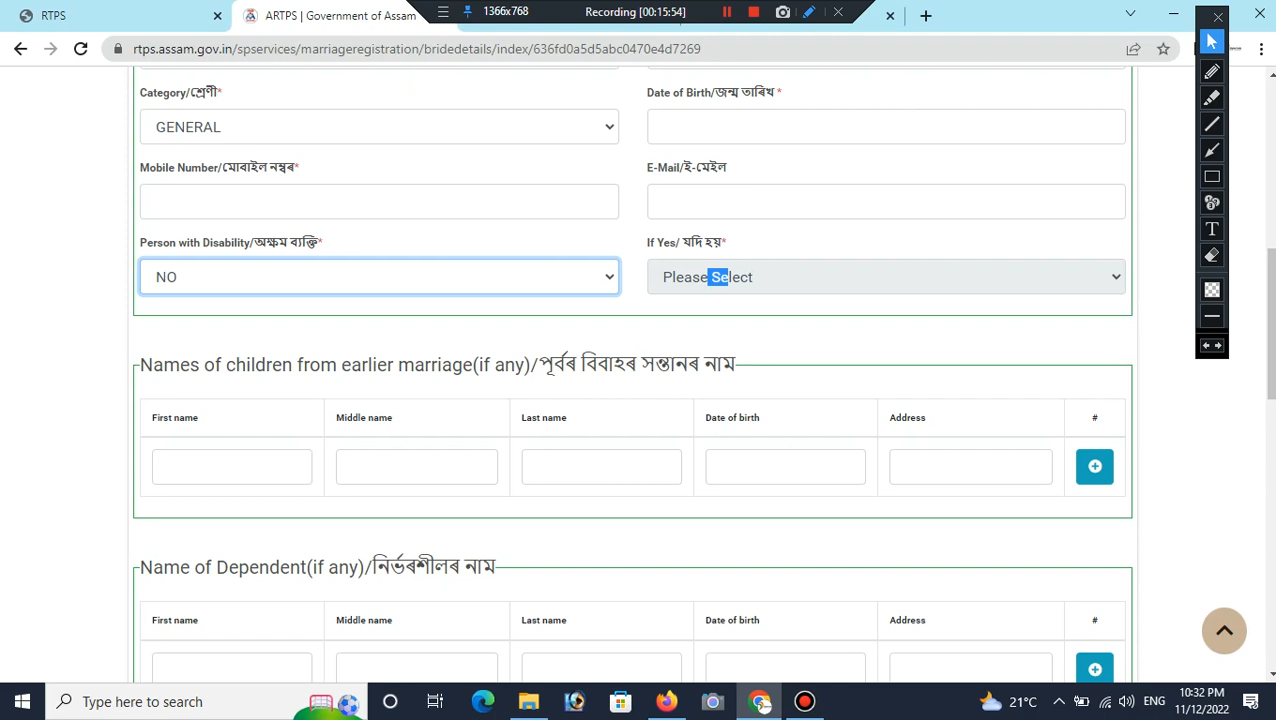 RTPS
ARTPS | Government of Assam
1366x768
Recording [00:15:54]
rtps.assam.gov.in/spservices/marriageregistration/bridedetails/index/636fd0a5d5abc0470e4d7269
Category/শ্ৰেণী*
Date of Birth/জন্ম তাৰিখ *
GENERAL
Mobile Number/মোবাইল নম্বৰ*
E-Mail/ই-মেইল
Person with Disability/অক্ষম ব্যক্তি*
If Yes/ যদি হয়*
NO
Please Select
Names of children from earlier marriage(if any)/পূৰ্বৰ বিবাহৰ সন্তানৰ নাম
First name
Middle name
Last name
Date of birth
Address
#
Name of Dependent(if any)/নিৰ্ভৰশীলৰ নাম
First name
Middle name
Last name
Date of birth
Address
#
Type here to search
21°C
ENG
10:32 PM
11/12/2022